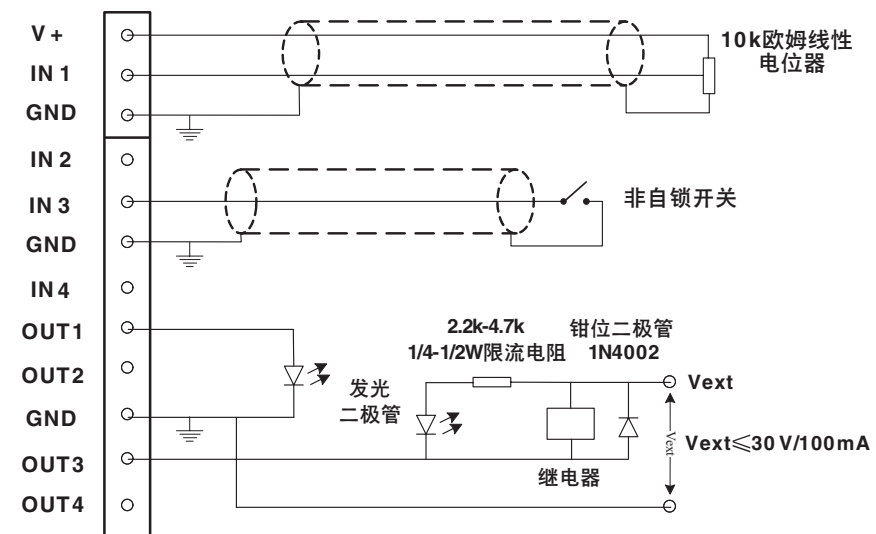 V+
IN 1
GND
IN 2
IN 3
GND
IN 4
OUT1
OUT2
GND
OUT3
OUT4
10k欧姆线性
电位器
非自锁开关
发光
二极管
2.2k-4.7k
1/4-1/2W限流电阻
钳位二极管
1N4002
继电器
Vext
Vext
Vext≤30 V/100mA